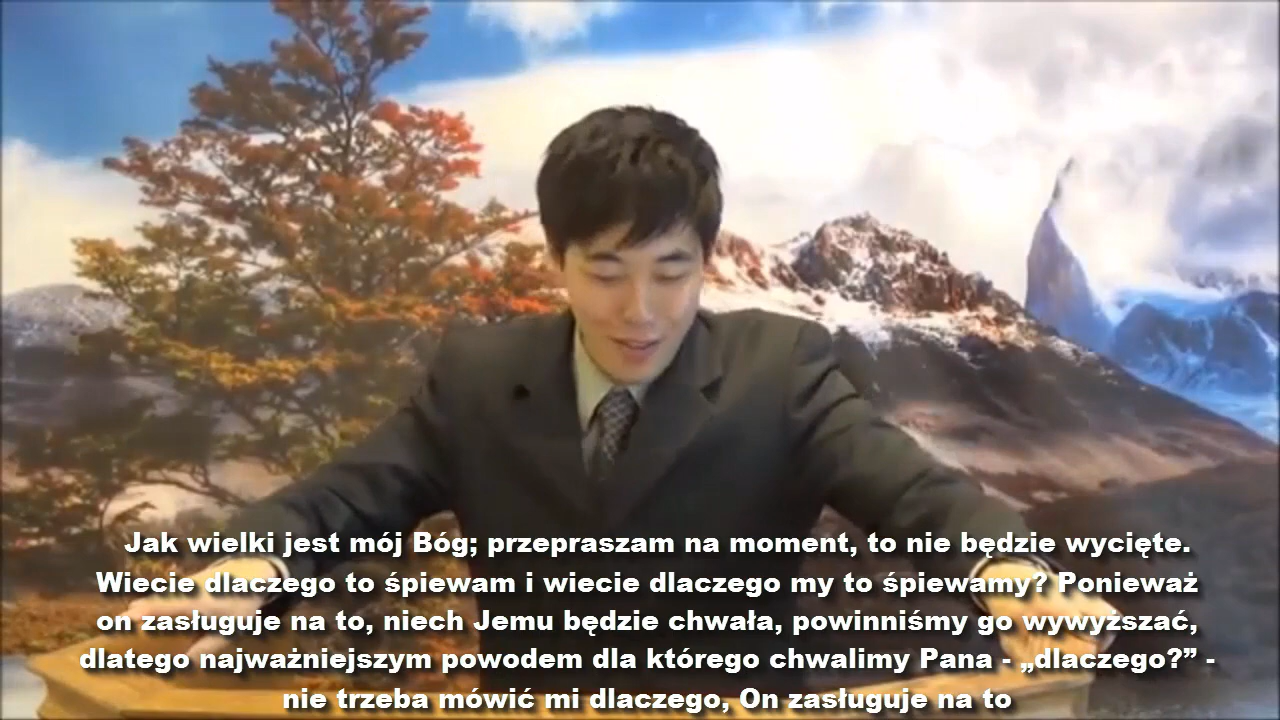 Jak wielki jest mój Bóg; przepraszam na moment, to nie będzie wycięte.
Wiecie dlaczego to śpiewam i wiecie dlaczego my to śpiewamy? Ponieważ
on zasługuje na to, niech Jemu będzie chwała, powinniśmy go wywyższać,
dlatego najważniejszym powodem dla którego chwalimy Pana - „dlaczego?” -
nie trzeba mówić mi dlaczego, On zasługuje na to